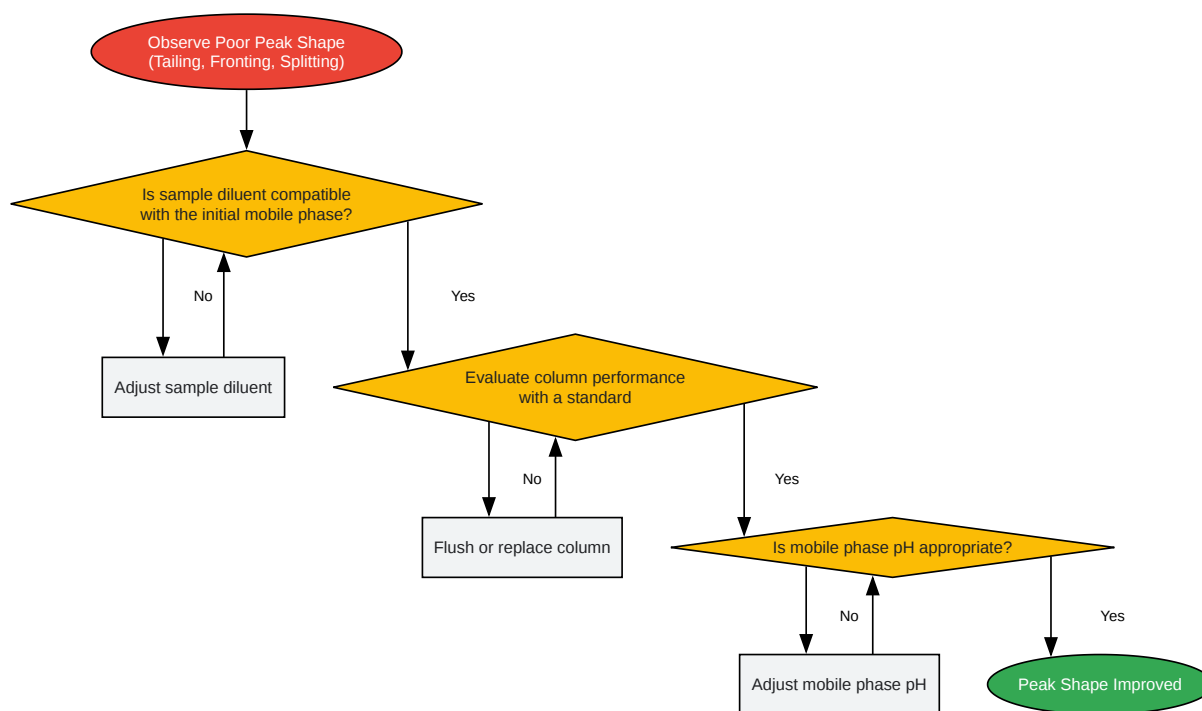 Observe Poor Peak Shape
(Tailing, Fronting, Splitting)
Is sample diluent compatible
with the initial mobile phase?
No
Yes
Adjust sample diluent
Evaluate column performance
with a standard
No
Yes
Flush or replace column
Is mobile phase pH appropriate?
No
Yes
Adjust mobile phase pH
Peak Shape Improved